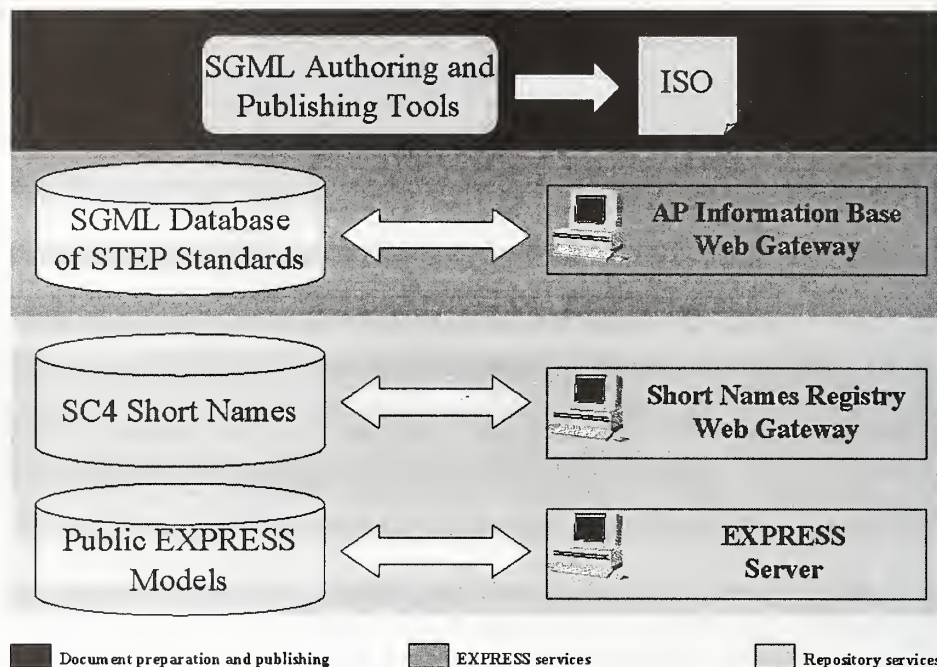 SGML Authoring and
Publishing Tools
ISO
SGML Database
of STEP Standards
AP Information Base
Web Gateway
SC4 Short Names
Short Names Registry
Web Gateway
Public EXPRESS
Models
EXPRESS
Server
Document preparation and publishing
EXPRESS services
Repository services